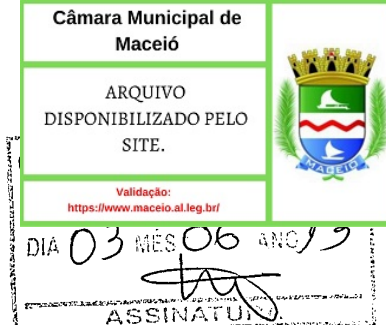 Câmara Municipal de
Maceió
ARQUIVO
DISPONIBILIZADO PELO
SITE.
Validação:
https://www.maceio.al.leg.br/
MACEIÓ
DIA 03 MÊS 06 ANO 19
ASSINATURA